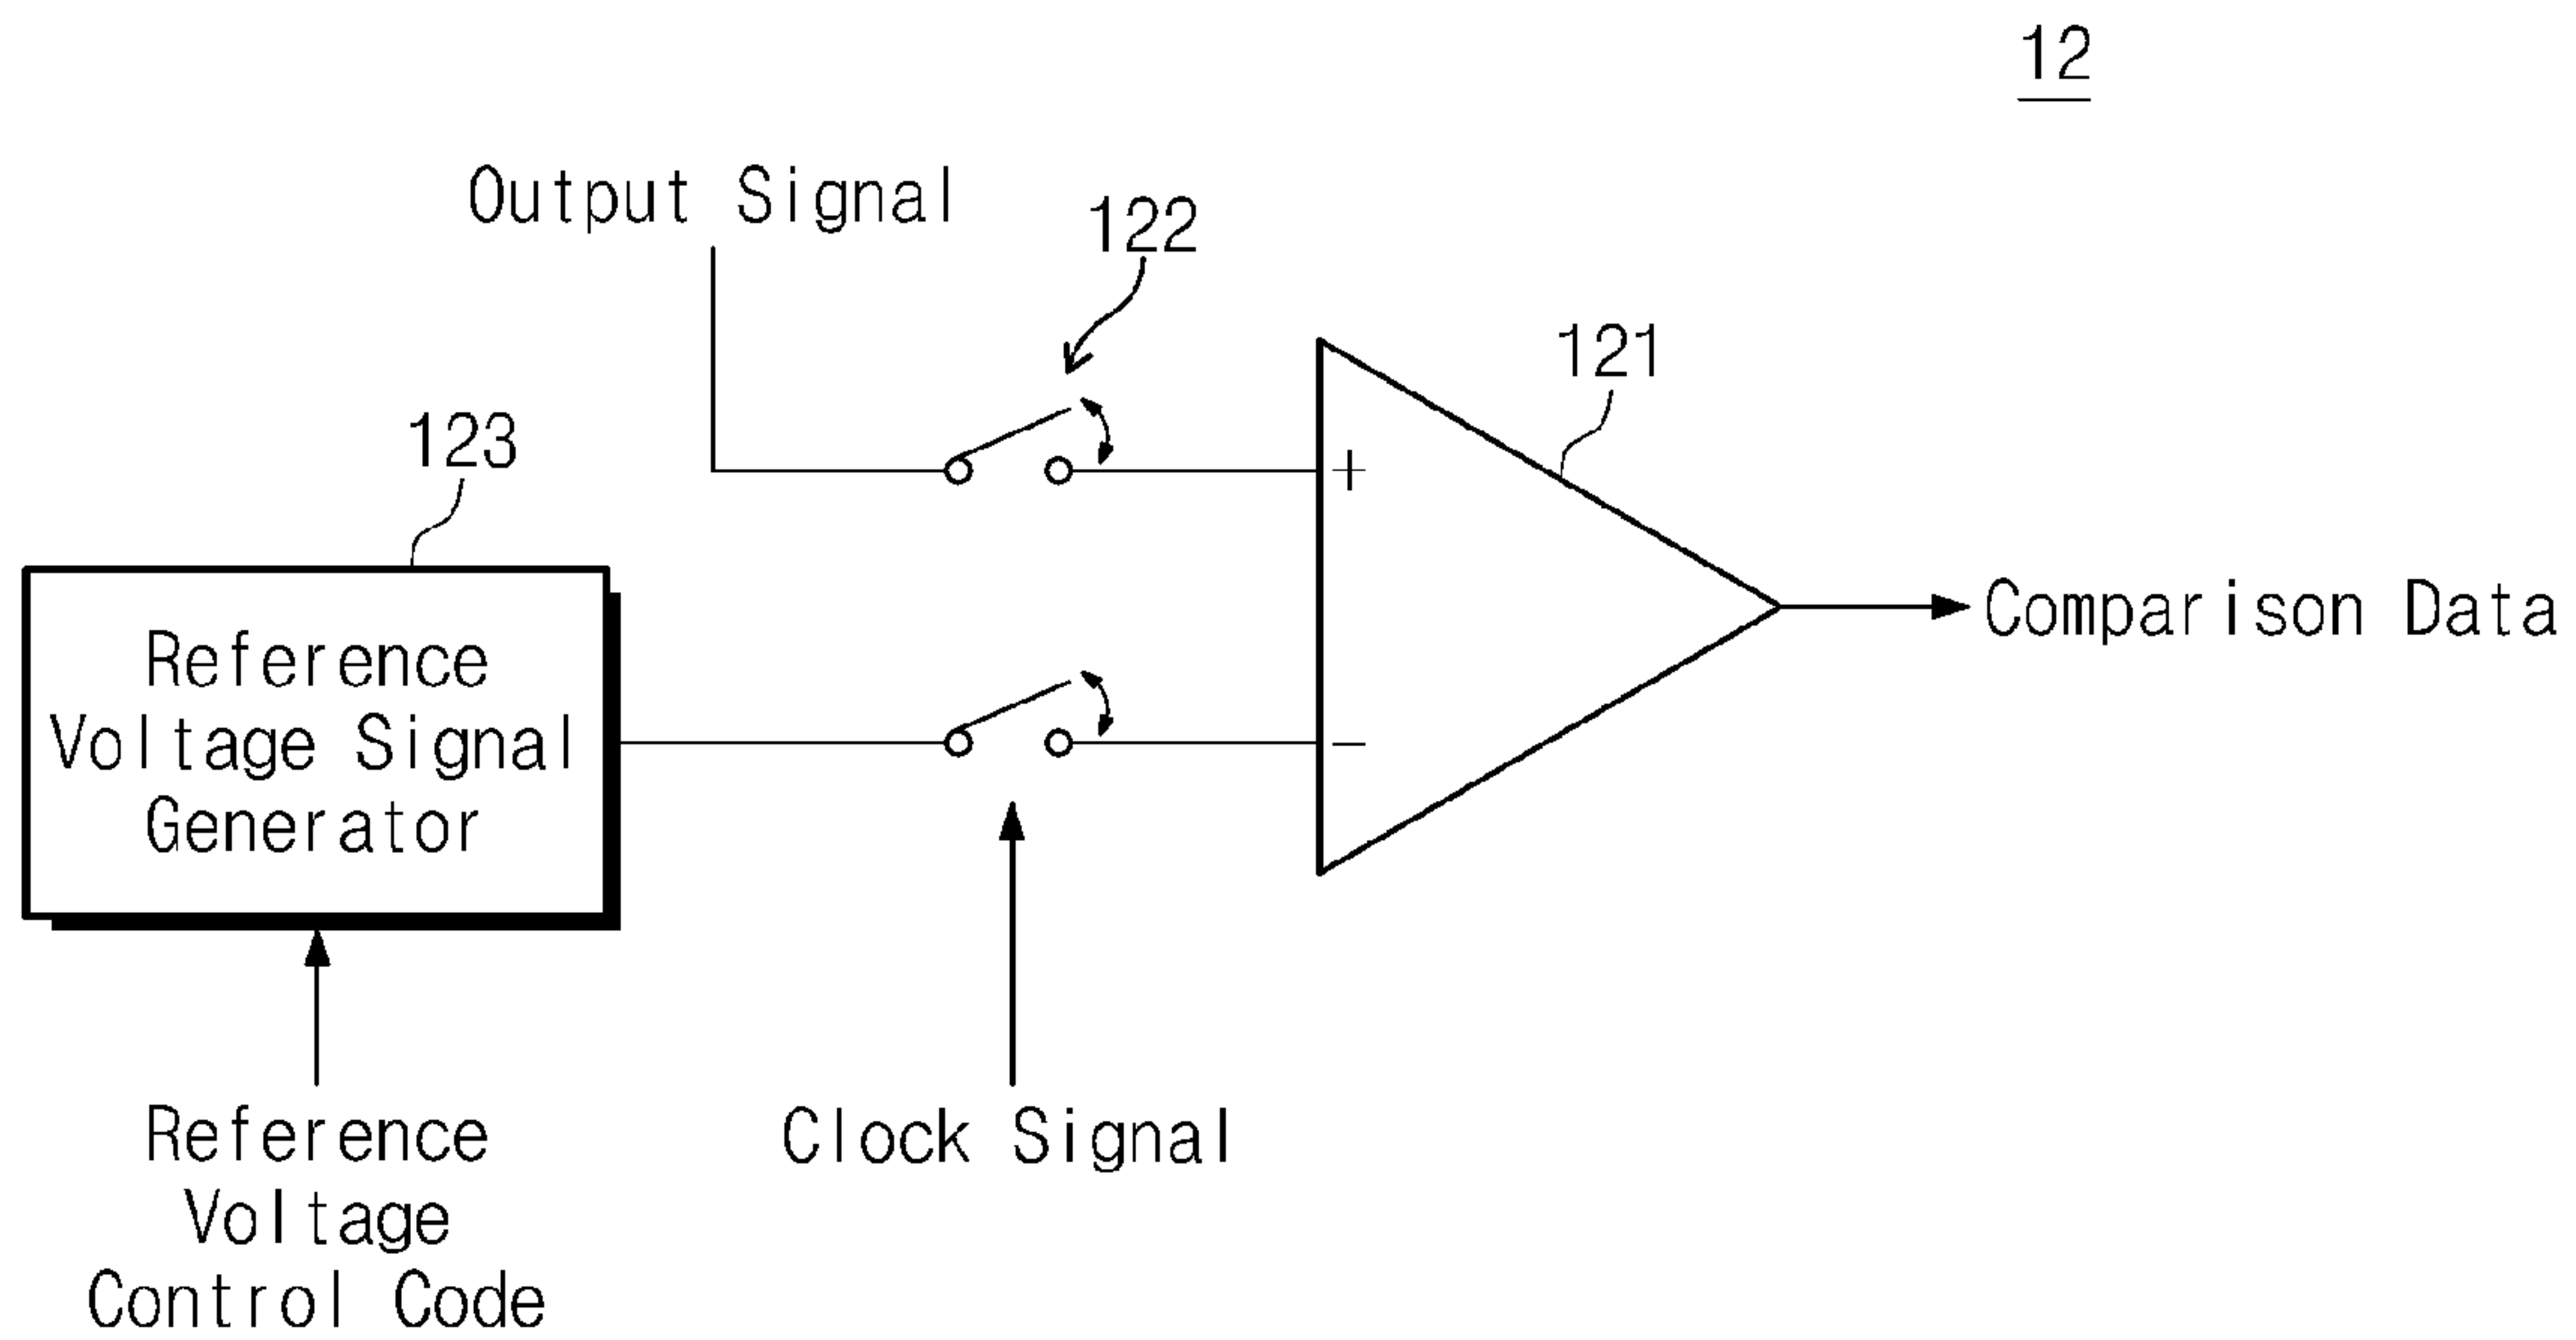 12
Output Signal
122
121
123
+
Reference
Voltage Signal
Generator
−
Comparison Data
Reference
Voltage
Control Code
Clock Signal